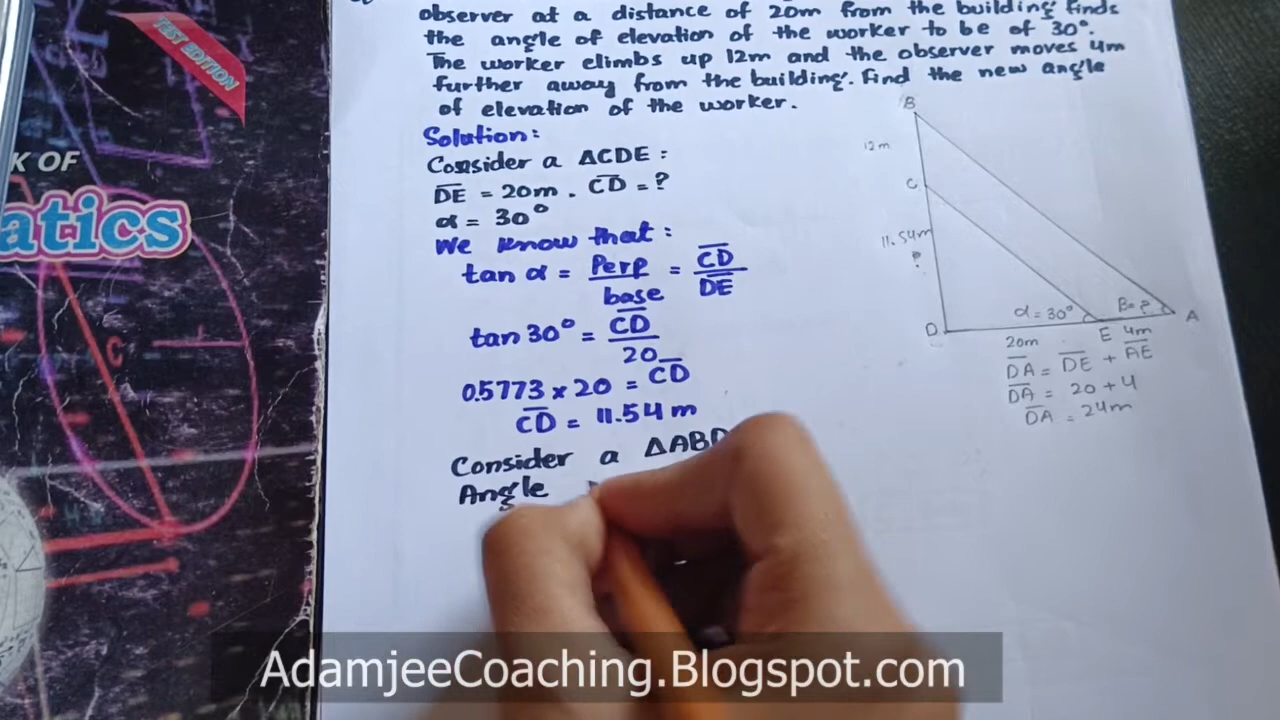 TEST EDITION
K OF
atics
observer at a distance of 20m from the building finds
the angle of elevation of the worker to be of 30°.
The worker climbs up 12m and the observer moves 4m
further away from the building. Find the new angle
of elevation of the worker.
Solution:
Consider a ΔCDE :
DE = 20m . CD = ?
α = 30°
We know that :
tan α = Perp/base = CD/DE
tan 30° = CD/20
0.5773 × 20 = CD
CD = 11.54 m
Consider a ΔABD
Angle
B
12m
C
11.54m
?
α = 30°
B = ?
D
E
A
20m
4m
DA = DE + AE
DA = 20 + 4
DA = 24m
AdamjeeCoaching.Blogspot.com